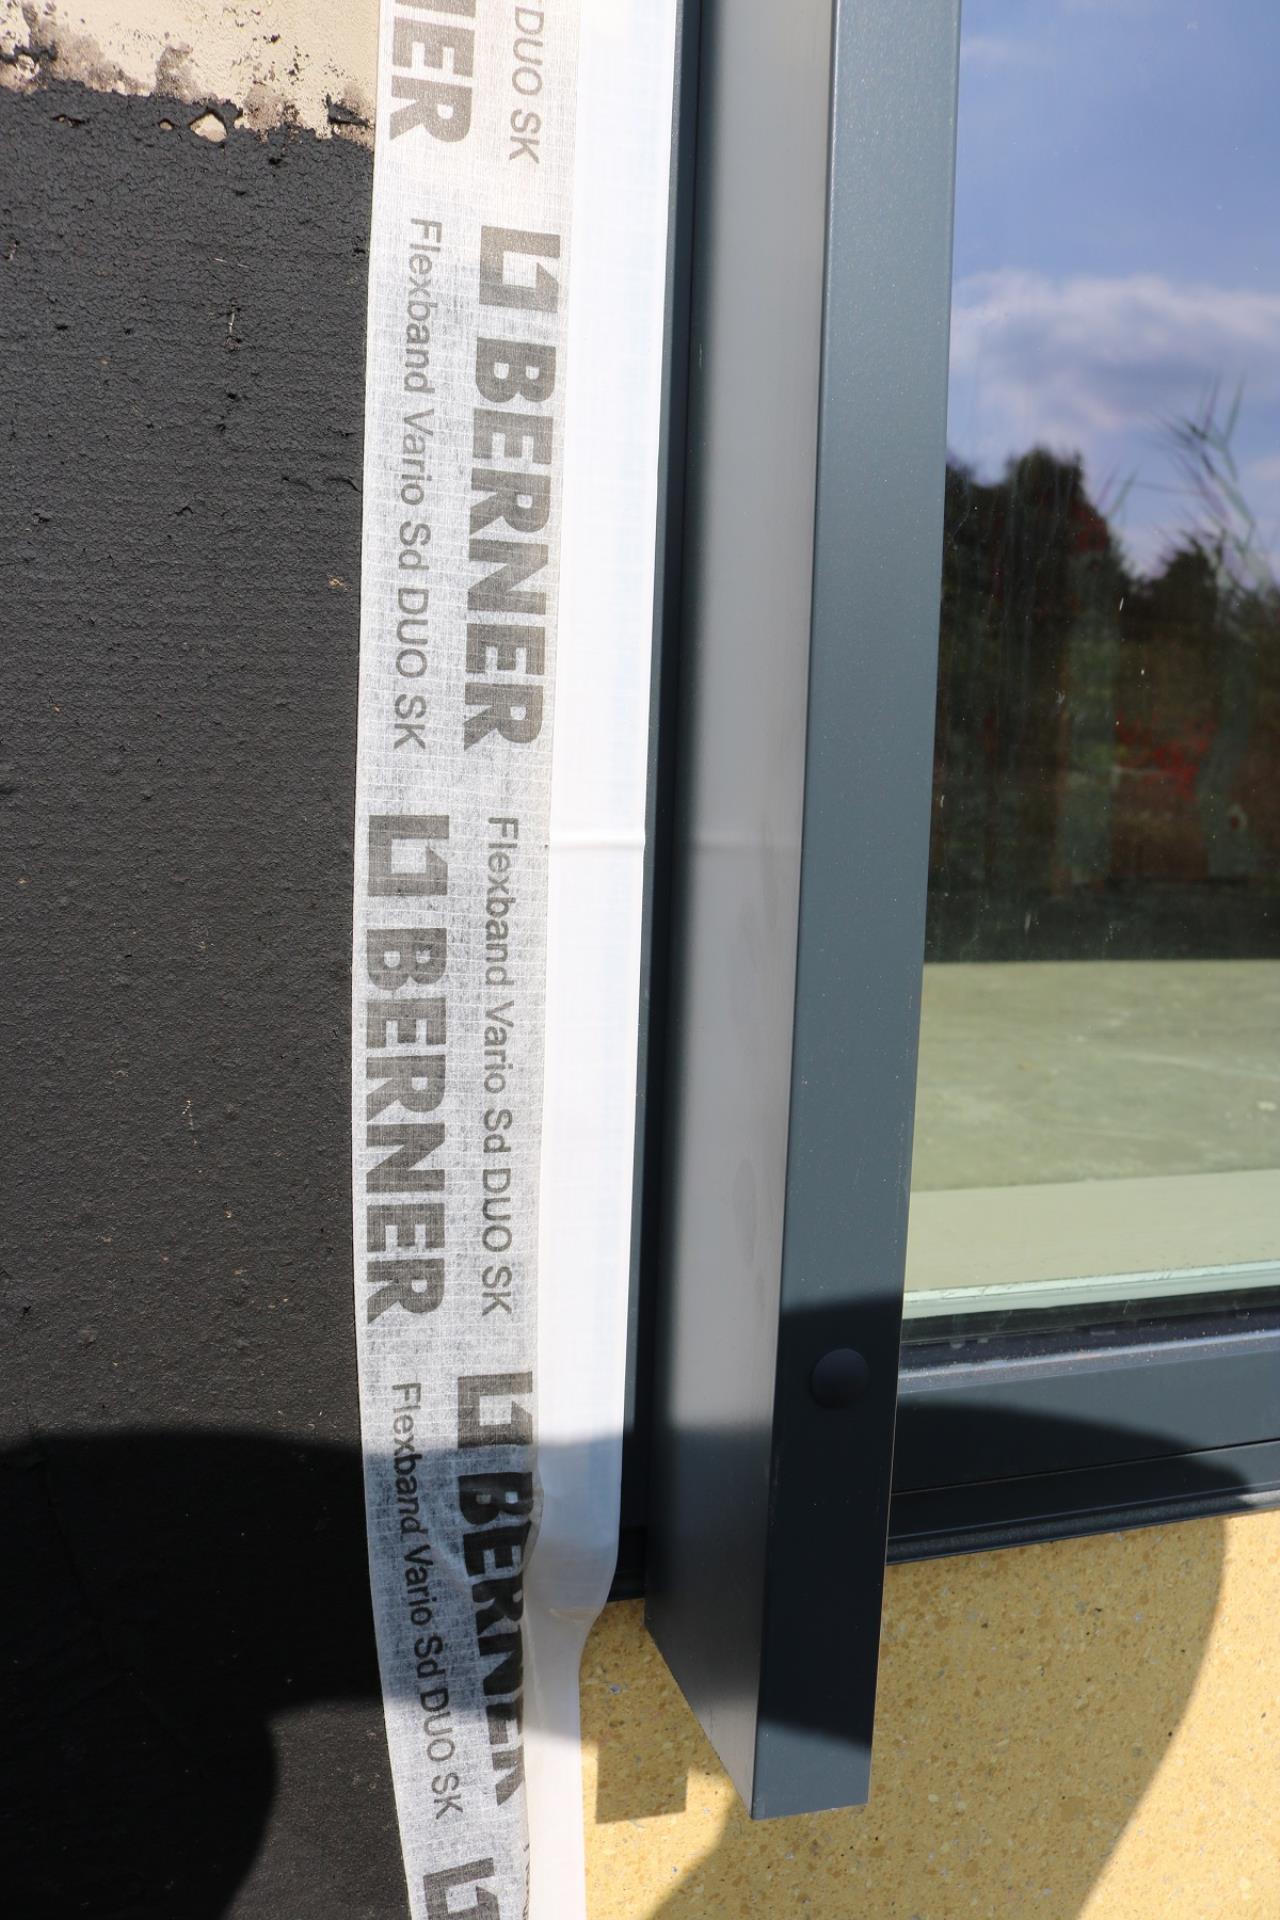 NER
DUO SK
BERNER
Flexband Vario Sd DUO SK
BERNER
Flexband Vario Sd DUO SK
BERNER
Flexband Vario Sd DUO SK